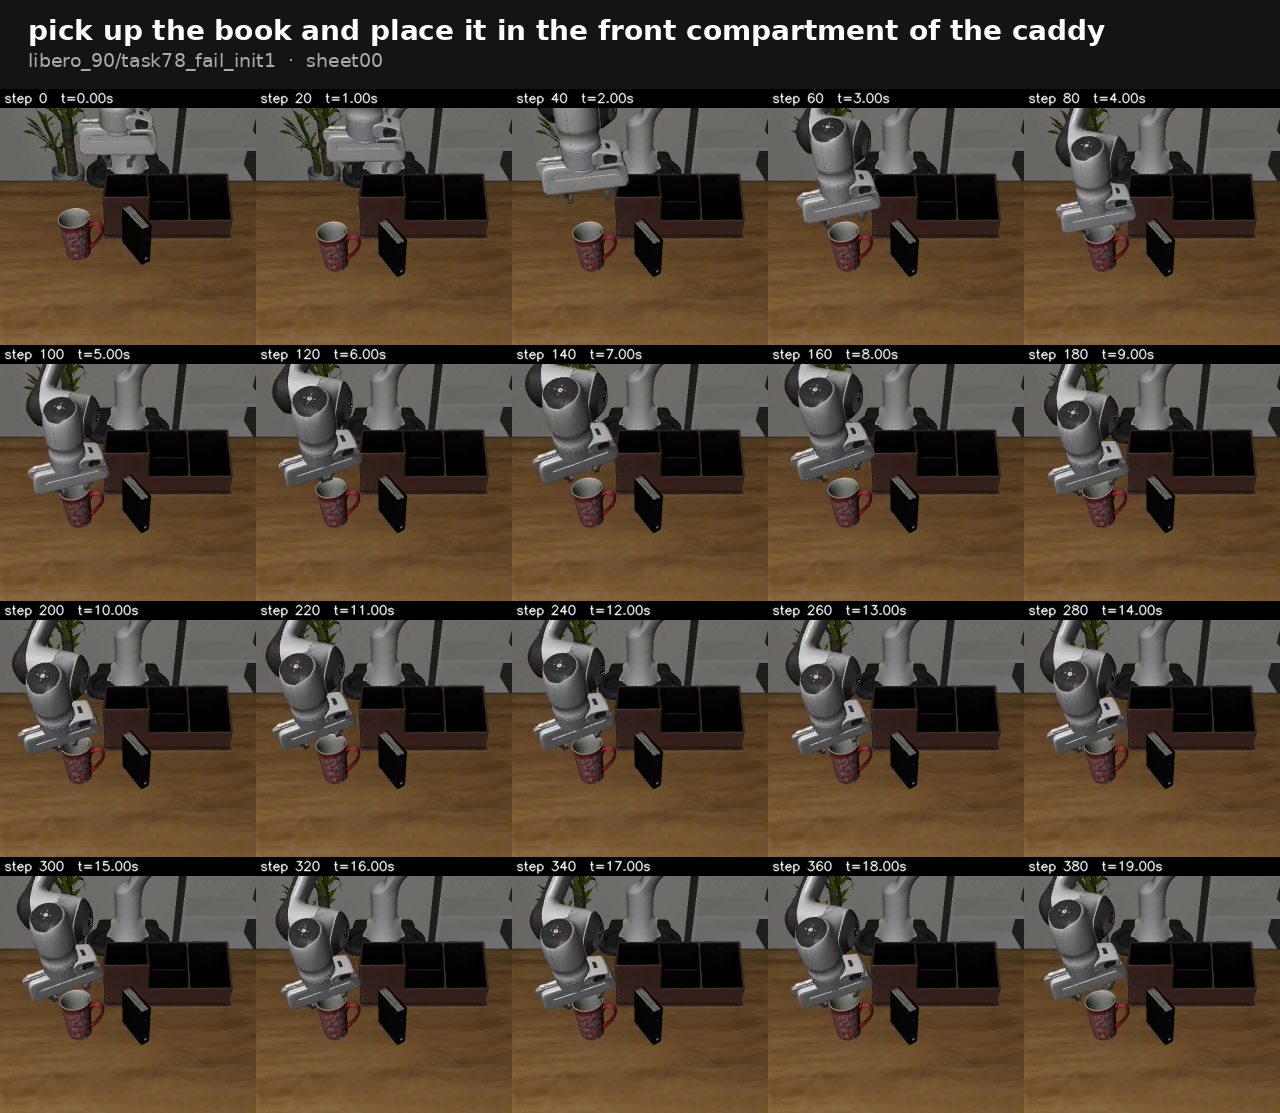 pick up the book and place it in the front compartment of the caddy
libero_90/task78_fail_init1 · sheet00
step 0 t=0.00s
step 20 t=1.00s
step 40 t=2.00s
step 60 t=3.00s
step 80 t=4.00s
step 100 t=5.00s
step 120 t=6.00s
step 140 t=7.00s
step 160 t=8.00s
step 180 t=9.00s
step 200 t=10.00s
step 220 t=11.00s
step 240 t=12.00s
step 260 t=13.00s
step 280 t=14.00s
step 300 t=15.00s
step 320 t=16.00s
step 340 t=17.00s
step 360 t=18.00s
step 380 t=19.00s